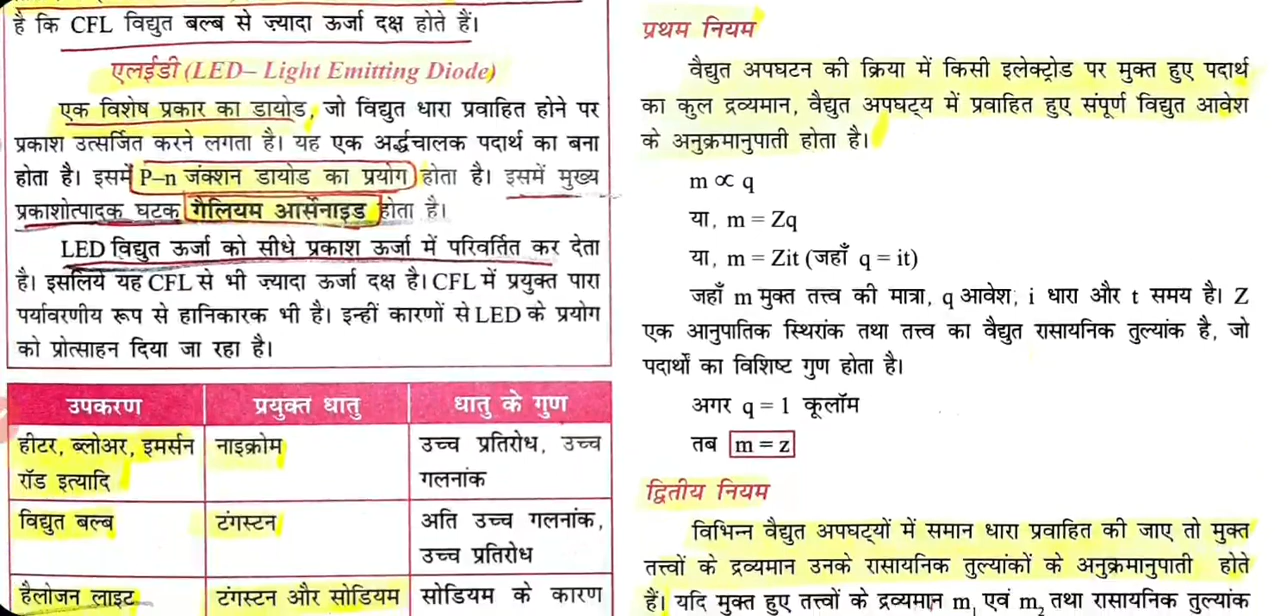 है कि CFL विद्युत बल्ब से ज़्यादा ऊर्जा दक्ष होते हैं।
एलईडी (LED– Light Emitting Diode)
एक विशेष प्रकार का डायोड, जो विद्युत धारा प्रवाहित होने पर
प्रकाश उत्सर्जित करने लगता है। यह एक अर्द्धचालक पदार्थ का बना
होता है। इसमें P–n जंक्शन डायोड का प्रयोग होता है। इसमें मुख्य
प्रकाशोत्पादक घटक गैलियम आर्सेनाइड होता है।
LED विद्युत ऊर्जा को सीधे प्रकाश ऊर्जा में परिवर्तित कर देता
है। इसलिये यह CFL से भी ज़्यादा ऊर्जा दक्ष है। CFL में प्रयुक्त पारा
पर्यावरणीय रूप से हानिकारक भी है। इन्हीं कारणों से LED के प्रयोग
को प्रोत्साहन दिया जा रहा है।
उपकरण प्रयुक्त धातु धातु के गुण
हीटर, ब्लोअर, इमर्सन नाइक्रोम उच्च प्रतिरोध, उच्च
रॉड इत्यादि गलनांक
विद्युत बल्ब टंगस्टन अति उच्च गलनांक,
उच्च प्रतिरोध
हैलोजन लाइट टंगस्टन और सोडियम सोडियम के कारण
प्रथम नियम
वैद्युत अपघटन की क्रिया में किसी इलेक्ट्रोड पर मुक्त हुए पदार्थ
का कुल द्रव्यमान, वैद्युत अपघट्य में प्रवाहित हुए संपूर्ण विद्युत आवेश
के अनुक्रमानुपाती होता है।
m ∝ q
या, m = Zq
या, m = Zit (जहाँ q = it)
जहाँ m मुक्त तत्त्व की मात्रा, q आवेश, i धारा और t समय है। Z
एक आनुपातिक स्थिरांक तथा तत्त्व का वैद्युत रासायनिक तुल्यांक है, जो
पदार्थों का विशिष्ट गुण होता है।
अगर q = 1 कूलॉम
तब m = z
द्वितीय नियम
विभिन्न वैद्युत अपघट्यों में समान धारा प्रवाहित की जाए तो मुक्त
तत्त्वों के द्रव्यमान उनके रासायनिक तुल्यांकों के अनुक्रमानुपाती होते
हैं। यदि मुक्त हुए तत्त्वों के द्रव्यमान m₁ एवं m₂ तथा रासायनिक तुल्यांक